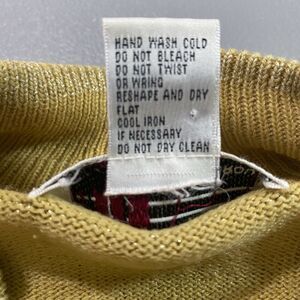 HAND WASH COLD
DO NOT BLEACH
DO NOT TWIST
OR WRING
RESHAPE AND DRY
FLAT
COOL IRON
IF NECESSARY
DO NOT DRY CLEAN